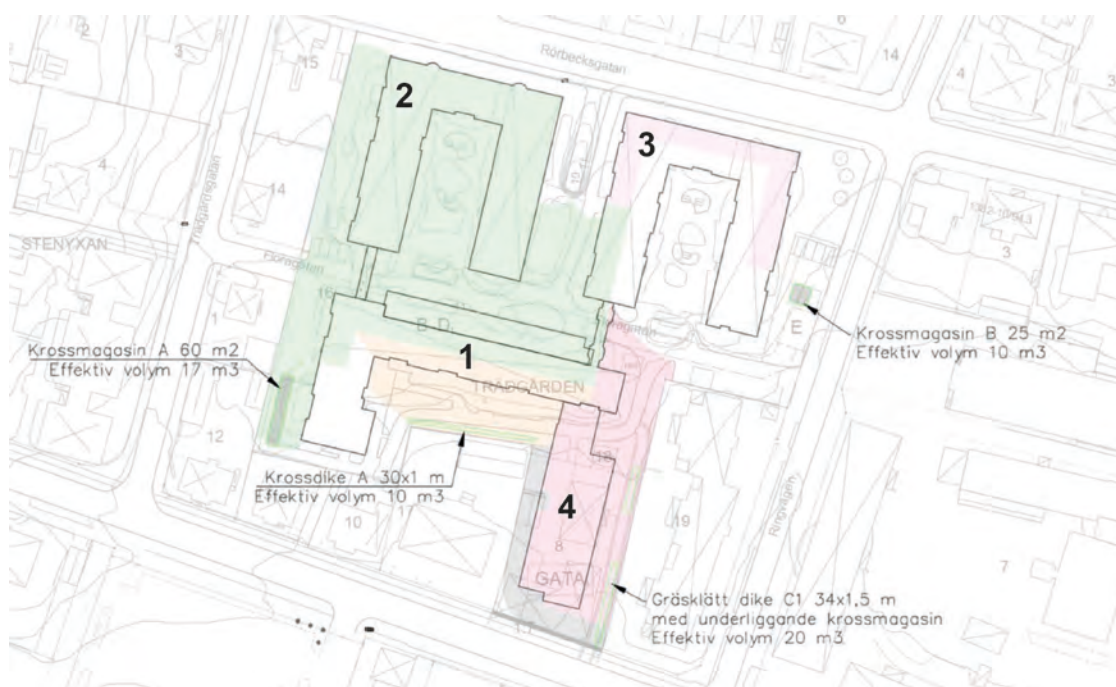 Rörbecksgatan
6
14
4
3
2
3
15
2
3
4
14
Trädgårdsgatan
STENYXAN
Floragatan
16
3
E
B-D
1
1
TRÄDGÅRDEN
Krossmagasin A 60 m2
Effektiv volym 17 m3
Krossmagasin B 25 m2
Effektiv volym 10 m3
12
Krossdike A 30x1 m
Effektiv volym 10 m3
10
18
4
8
GATA
19
Ringvägen
7
Gräsklätt dike C1 34x1,5 m
med underliggande krossmagasin
Effektiv volym 20 m3